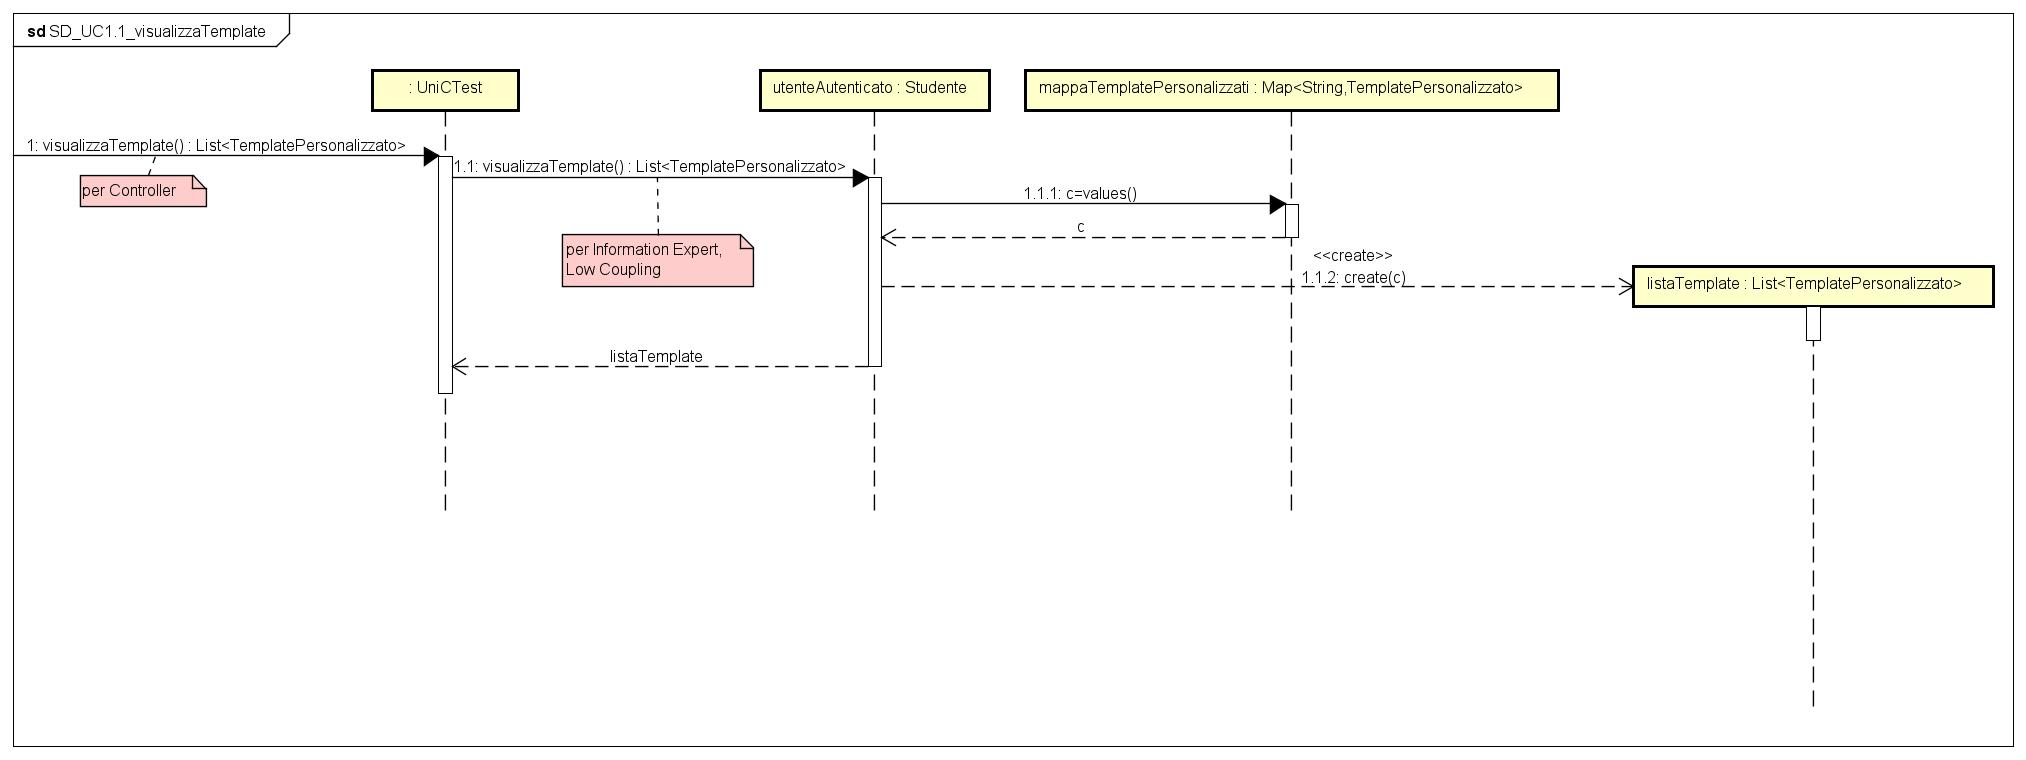 sd SD_UC1.1_visualizzaTemplate
: UniCTest
utenteAutenticato : Studente
mappaTemplatePersonalizzati : Map<String,TemplatePersonalizzato>
1: visualizzaTemplate() : List<TemplatePersonalizzato>
per Controller
1.1: visualizzaTemplate() : List<TemplatePersonalizzato>
per Information Expert,
Low Coupling
1.1.1: c=values()
c
<<create>>
1.1.2: create(c)
listaTemplate : List<TemplatePersonalizzato>
listaTemplate